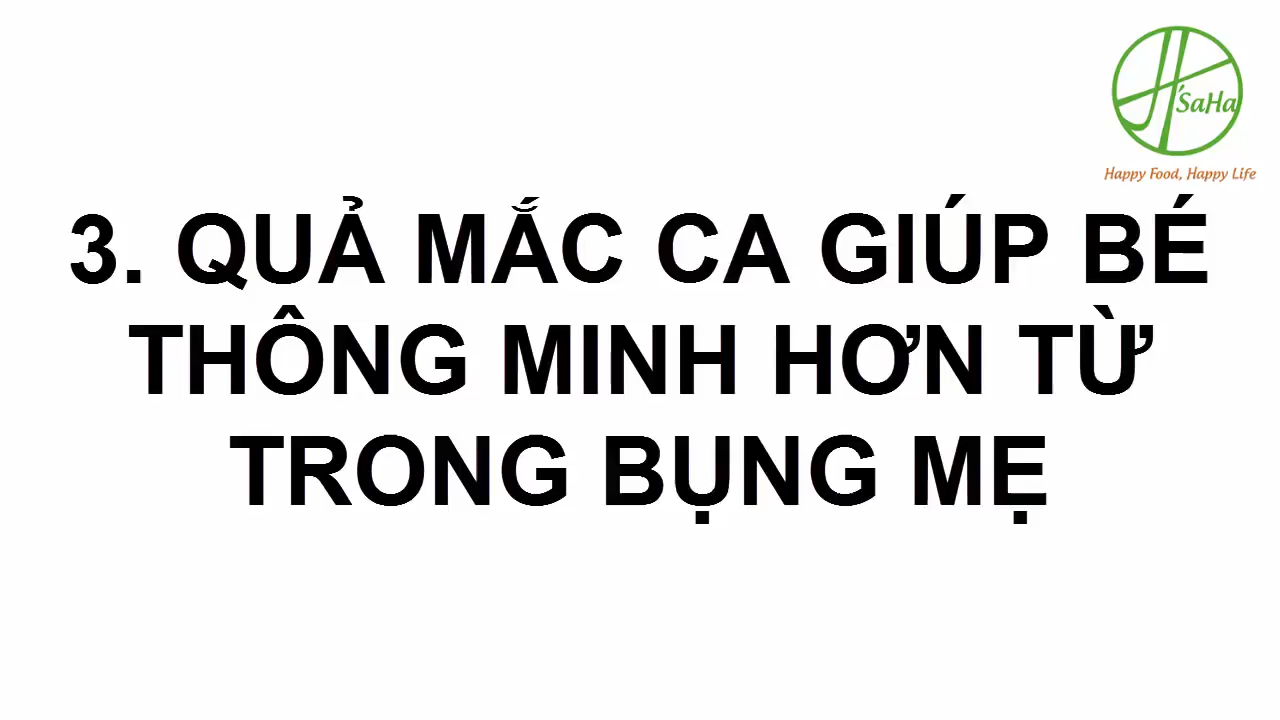 H'SaHa
Happy Food, Happy Life
3. QUẢ MẮC CA GIÚP BÉ
THÔNG MINH HƠN TỪ
TRONG BỤNG MẸ